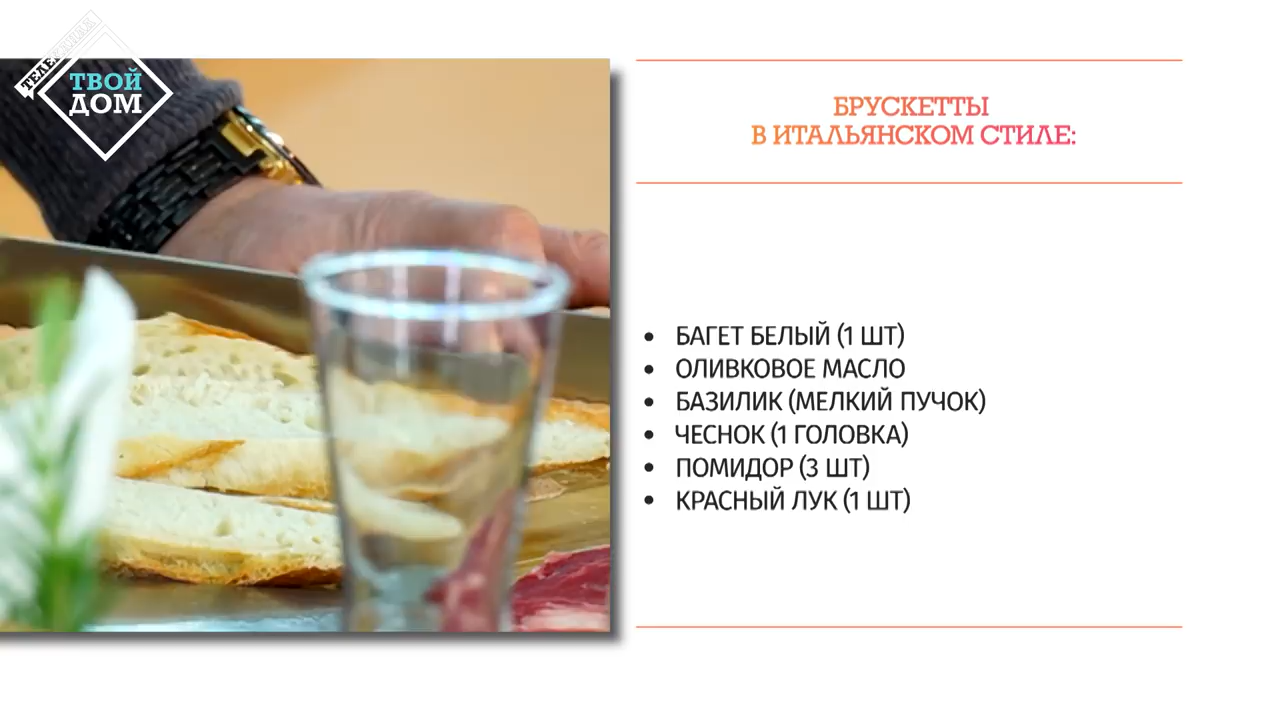 ТЕЛЕКАНАЛ
ТВОЙ
ДОМ
БРУСКЕТТЫ
В ИТАЛЬЯНСКОМ СТИЛЕ:
• БАГЕТ БЕЛЫЙ (1 ШТ)
• ОЛИВКОВОЕ МАСЛО
• БАЗИЛИК (МЕЛКИЙ ПУЧОК)
• ЧЕСНОК (1 ГОЛОВКА)
• ПОМИДОР (3 ШТ)
• КРАСНЫЙ ЛУК (1 ШТ)